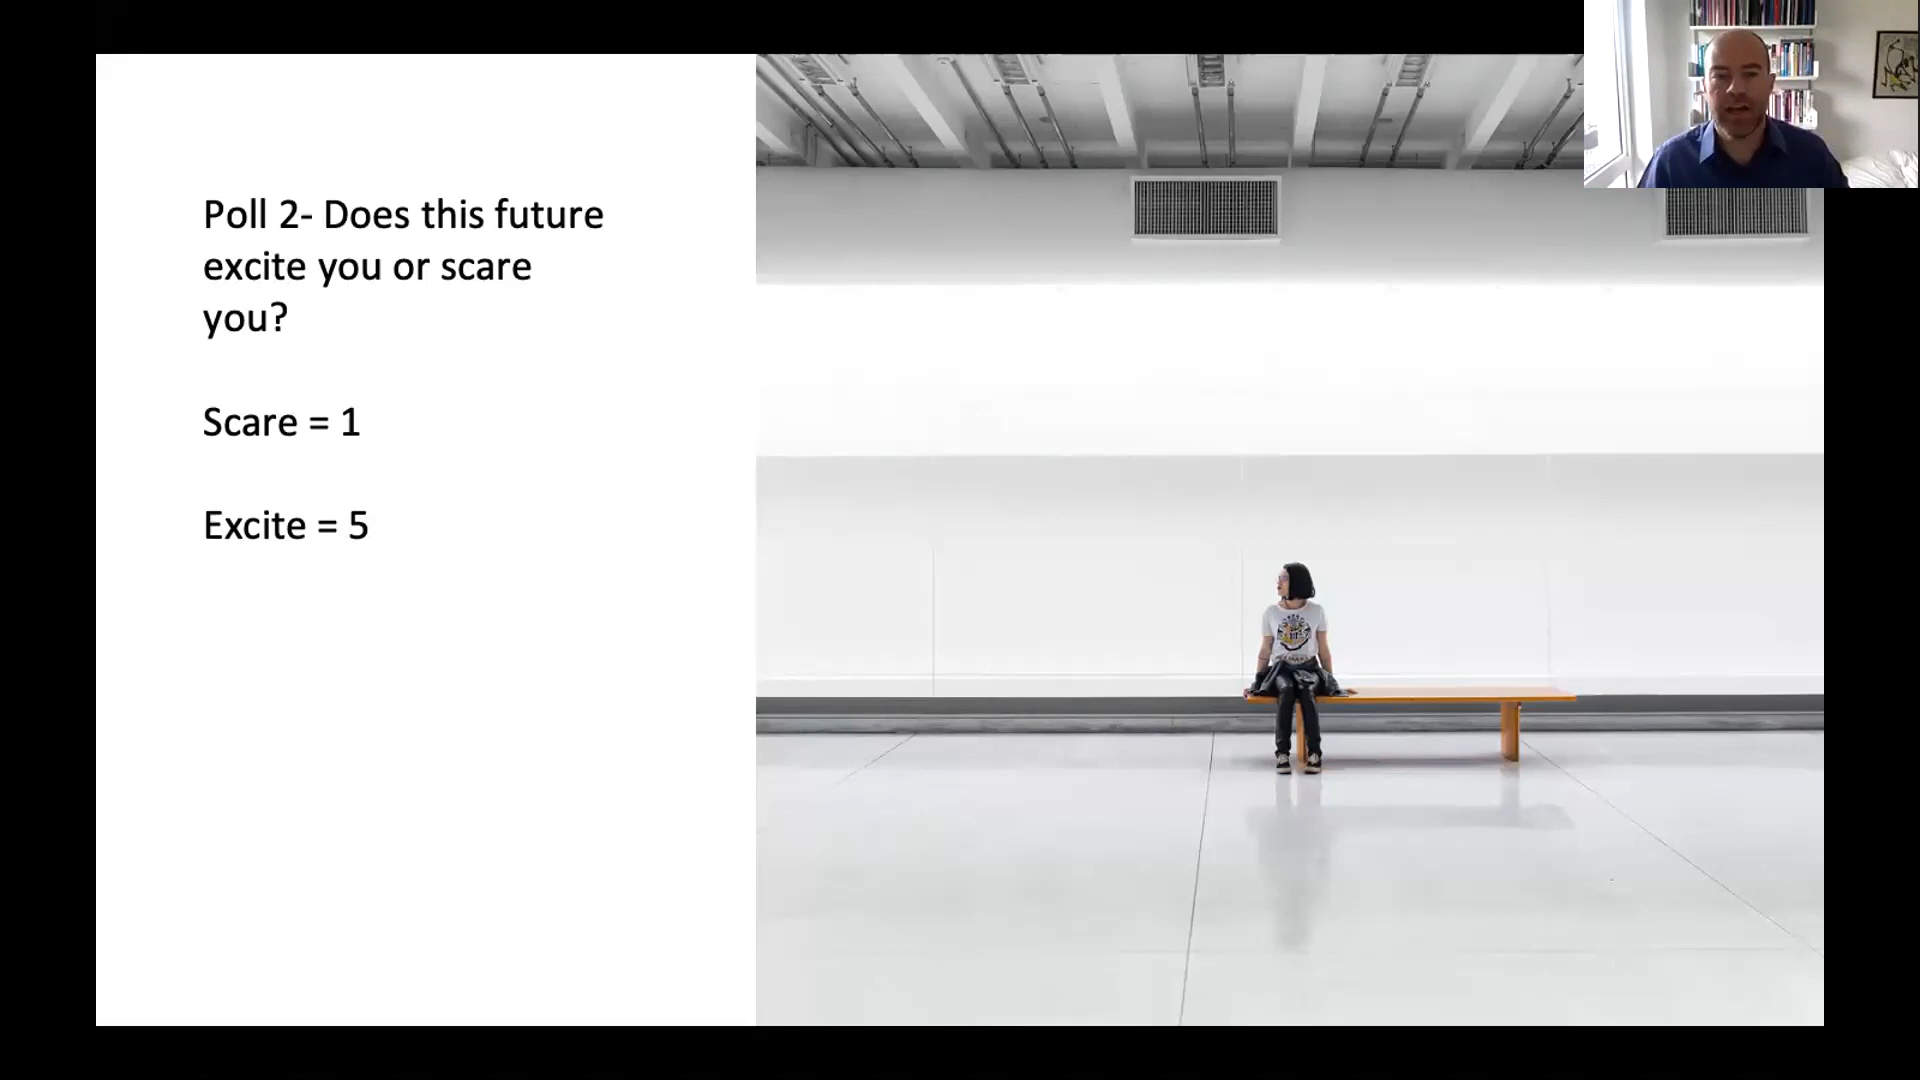 Poll 2- Does this future
excite you or scare
you?
Scare = 1
Excite = 5